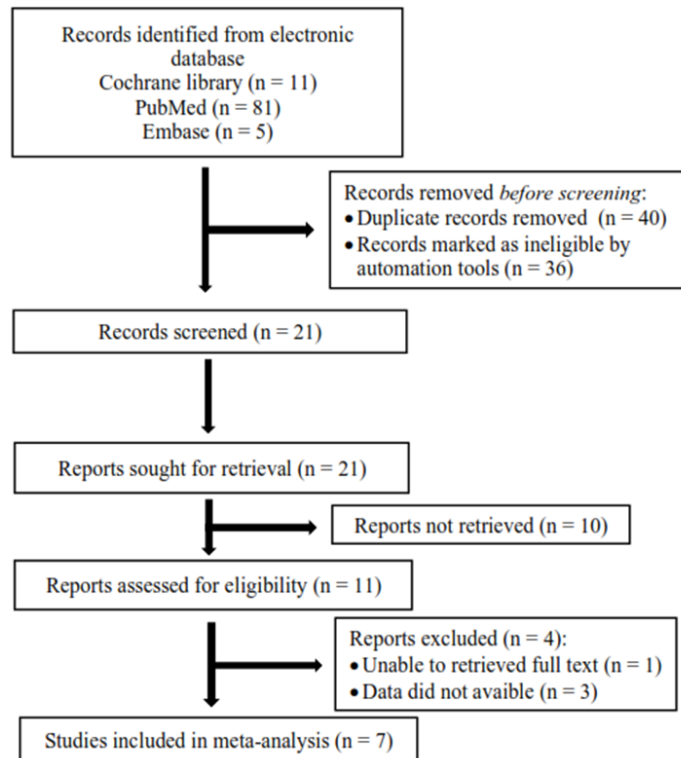 Records identified from electronic
database
Cochrane library (n = 11)
PubMed (n = 81)
Embase (n = 5)
Records removed before screening:
• Duplicate records removed (n = 40)
• Records marked as ineligible by
automation tools (n = 36)
Records screened (n = 21)
Reports sought for retrieval (n = 21)
Reports not retrieved (n = 10)
Reports assessed for eligibility (n = 11)
Reports excluded (n = 4):
• Unable to retrieved full text (n = 1)
• Data did not avaible (n = 3)
Studies included in meta-analysis (n = 7)